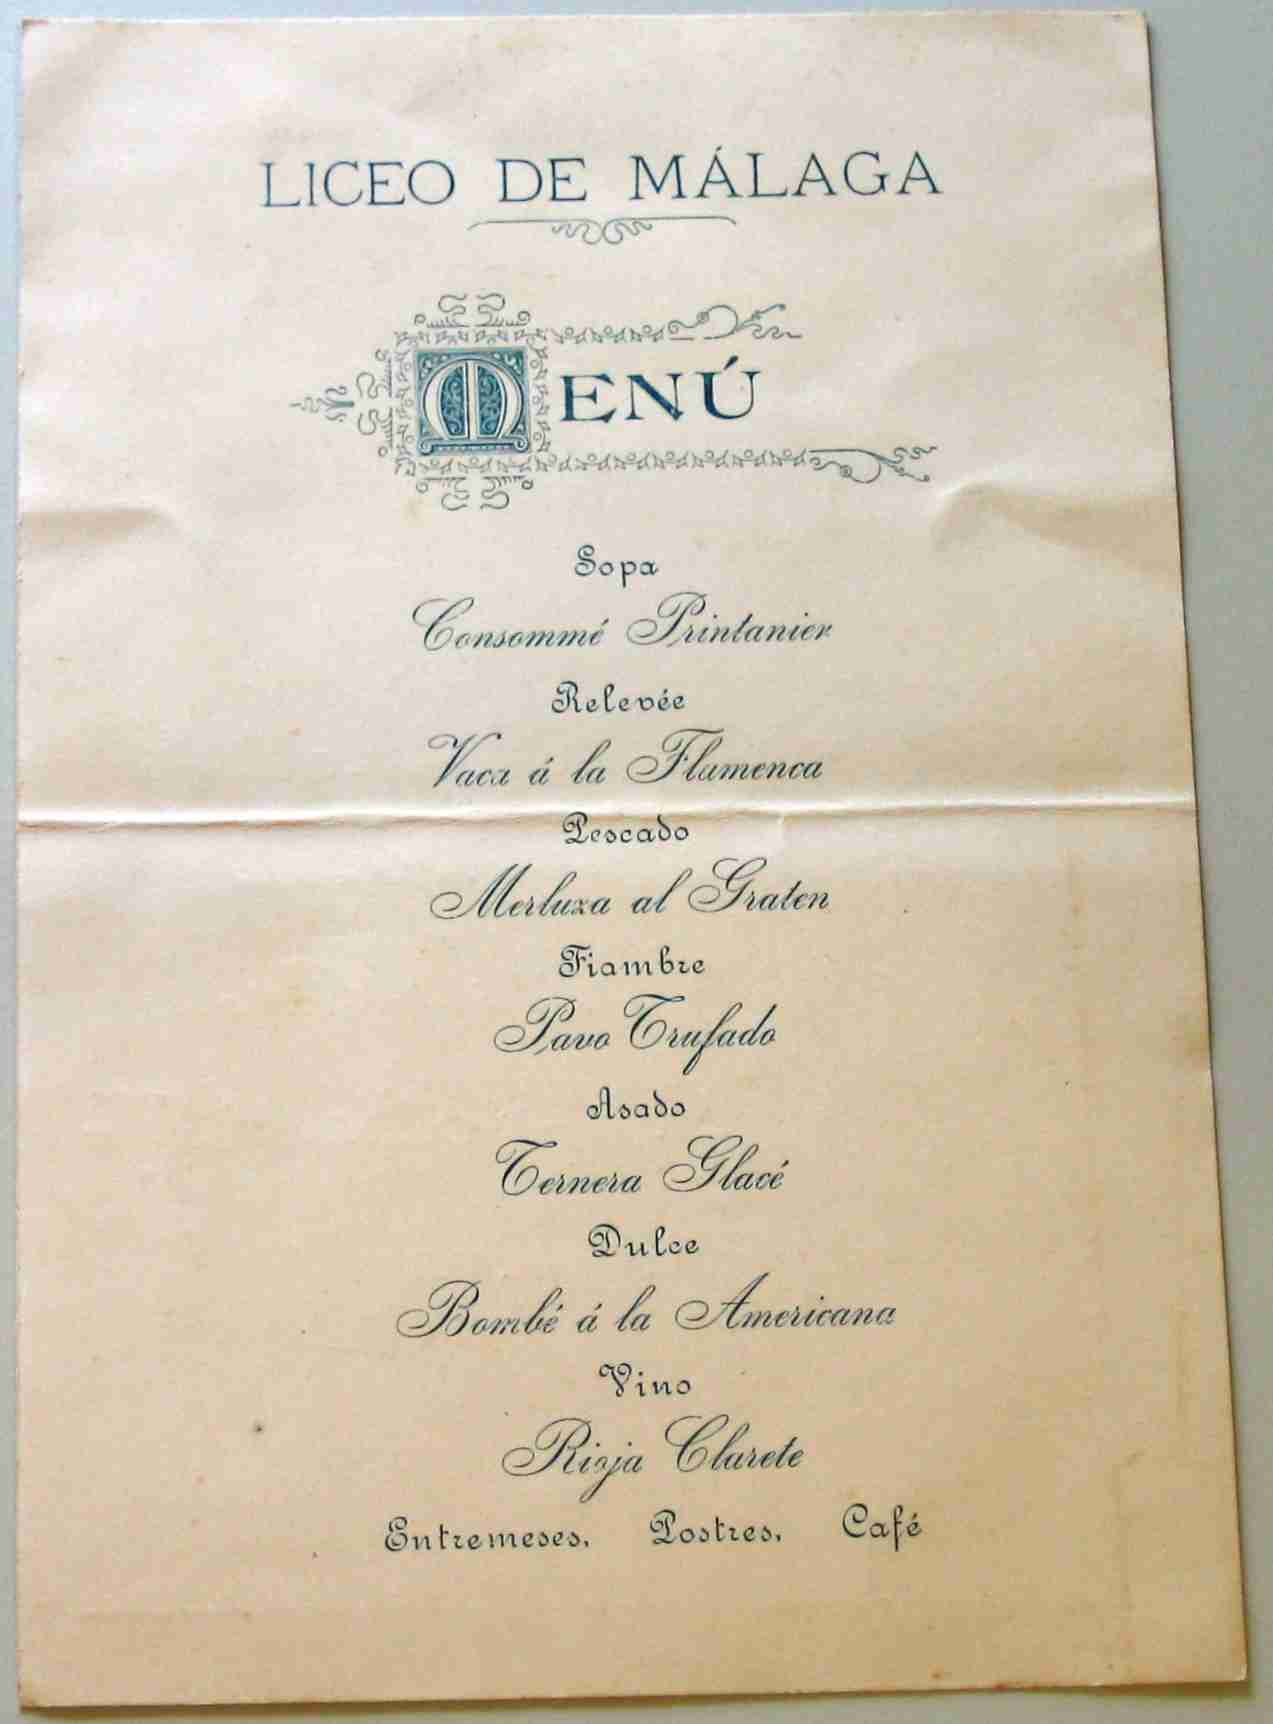 LICEO DE MÁLAGA
MENÚ
Sopa
Consommé Printanier
Relevée
Vaca á la Flamenca
Pescado
Merluza al Graten
Fiambre
Pavo Trufado
Asado
Ternera Glacé
Dulce
Bombé á la Americana
Vino
Rioja Clarete
Entremeses, Postres, Café